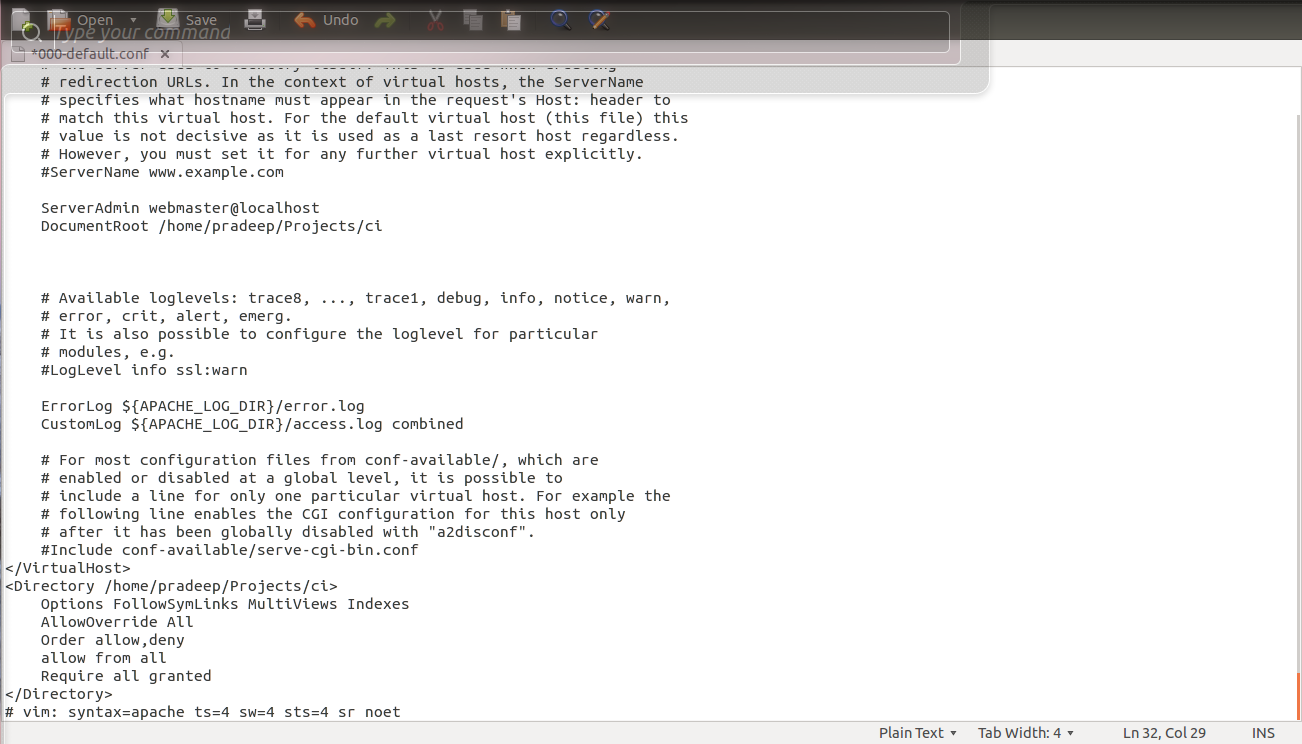 Open Save Undo
Type your command
*000-default.conf ×
# redirection URLs. In the context of virtual hosts, the ServerName
# specifies what hostname must appear in the request's Host: header to
# match this virtual host. For the default virtual host (this file) this
# value is not decisive as it is used as a last resort host regardless.
# However, you must set it for any further virtual host explicitly.
#ServerName www.example.com
ServerAdmin webmaster@localhost
DocumentRoot /home/pradeep/Projects/ci
# Available loglevels: trace8, ..., trace1, debug, info, notice, warn,
# error, crit, alert, emerg.
# It is also possible to configure the loglevel for particular
# modules, e.g.
#LogLevel info ssl:warn
ErrorLog ${APACHE_LOG_DIR}/error.log
CustomLog ${APACHE_LOG_DIR}/access.log combined
# For most configuration files from conf-available/, which are
# enabled or disabled at a global level, it is possible to
# include a line for only one particular virtual host. For example the
# following line enables the CGI configuration for this host only
# after it has been globally disabled with "a2disconf".
#Include conf-available/serve-cgi-bin.conf
</VirtualHost>
<Directory /home/pradeep/Projects/ci>
Options FollowSymLinks MultiViews Indexes
AllowOverride All
Order allow,deny
allow from all
Require all granted
</Directory>
# vim: syntax=apache ts=4 sw=4 sts=4 sr noet
Plain Text Tab Width: 4 Ln 32, Col 29 INS